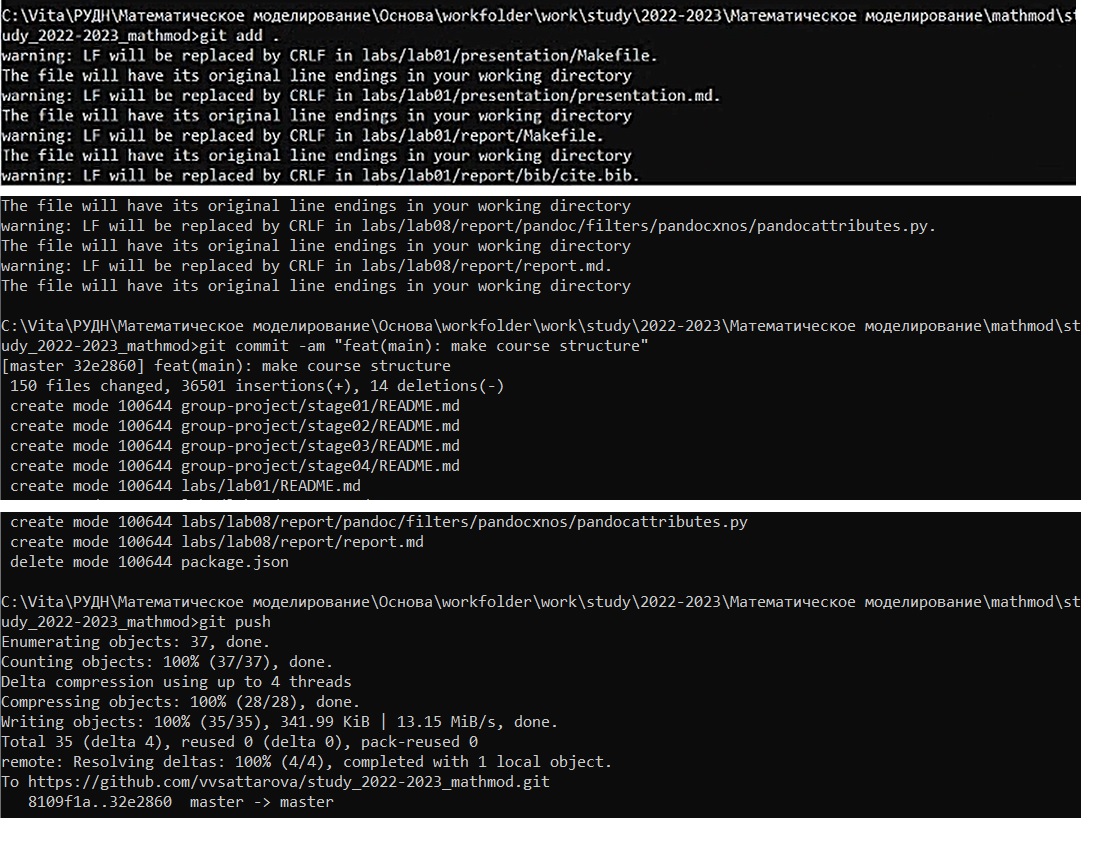 C:\Vita\РУДН\Математическое моделирование\Основа\workfolder\work\study\2022-2023\Математическое моделирование\mathmod\st
udy_2022-2023_mathmod>git add .
warning: LF will be replaced by CRLF in labs/lab01/presentation/Makefile.
The file will have its original line endings in your working directory
warning: LF will be replaced by CRLF in labs/lab01/presentation/presentation.md.
The file will have its original line endings in your working directory
warning: LF will be replaced by CRLF in labs/lab01/report/Makefile.
The file will have its original line endings in your working directory
warning: LF will be replaced by CRLF in labs/lab01/report/bib/cite.bib.
The file will have its original line endings in your working directory
warning: LF will be replaced by CRLF in labs/lab08/report/pandoc/filters/pandocxnos/pandocattributes.py.
The file will have its original line endings in your working directory
warning: LF will be replaced by CRLF in labs/lab08/report/report.md.
The file will have its original line endings in your working directory
C:\Vita\РУДН\Математическое моделирование\Основа\workfolder\work\study\2022-2023\Математическое моделирование\mathmod\st
udy_2022-2023_mathmod>git commit -am "feat(main): make course structure"
[master 32e2860] feat(main): make course structure
150 files changed, 36501 insertions(+), 14 deletions(-)
create mode 100644 group-project/stage01/README.md
create mode 100644 group-project/stage02/README.md
create mode 100644 group-project/stage03/README.md
create mode 100644 group-project/stage04/README.md
create mode 100644 labs/lab01/README.md
create mode 100644 labs/lab08/report/pandoc/filters/pandocxnos/pandocattributes.py
create mode 100644 labs/lab08/report/report.md
delete mode 100644 package.json
C:\Vita\РУДН\Математическое моделирование\Основа\workfolder\work\study\2022-2023\Математическое моделирование\mathmod\st
udy_2022-2023_mathmod>git push
Enumerating objects: 37, done.
Counting objects: 100% (37/37), done.
Delta compression using up to 4 threads
Compressing objects: 100% (28/28), done.
Writing objects: 100% (35/35), 341.99 KiB | 13.15 MiB/s, done.
Total 35 (delta 4), reused 0 (delta 0), pack-reused 0
remote: Resolving deltas: 100% (4/4), completed with 1 local object.
To https://github.com/vvsattarova/study_2022-2023_mathmod.git
8109f1a..32e2860  master -> master